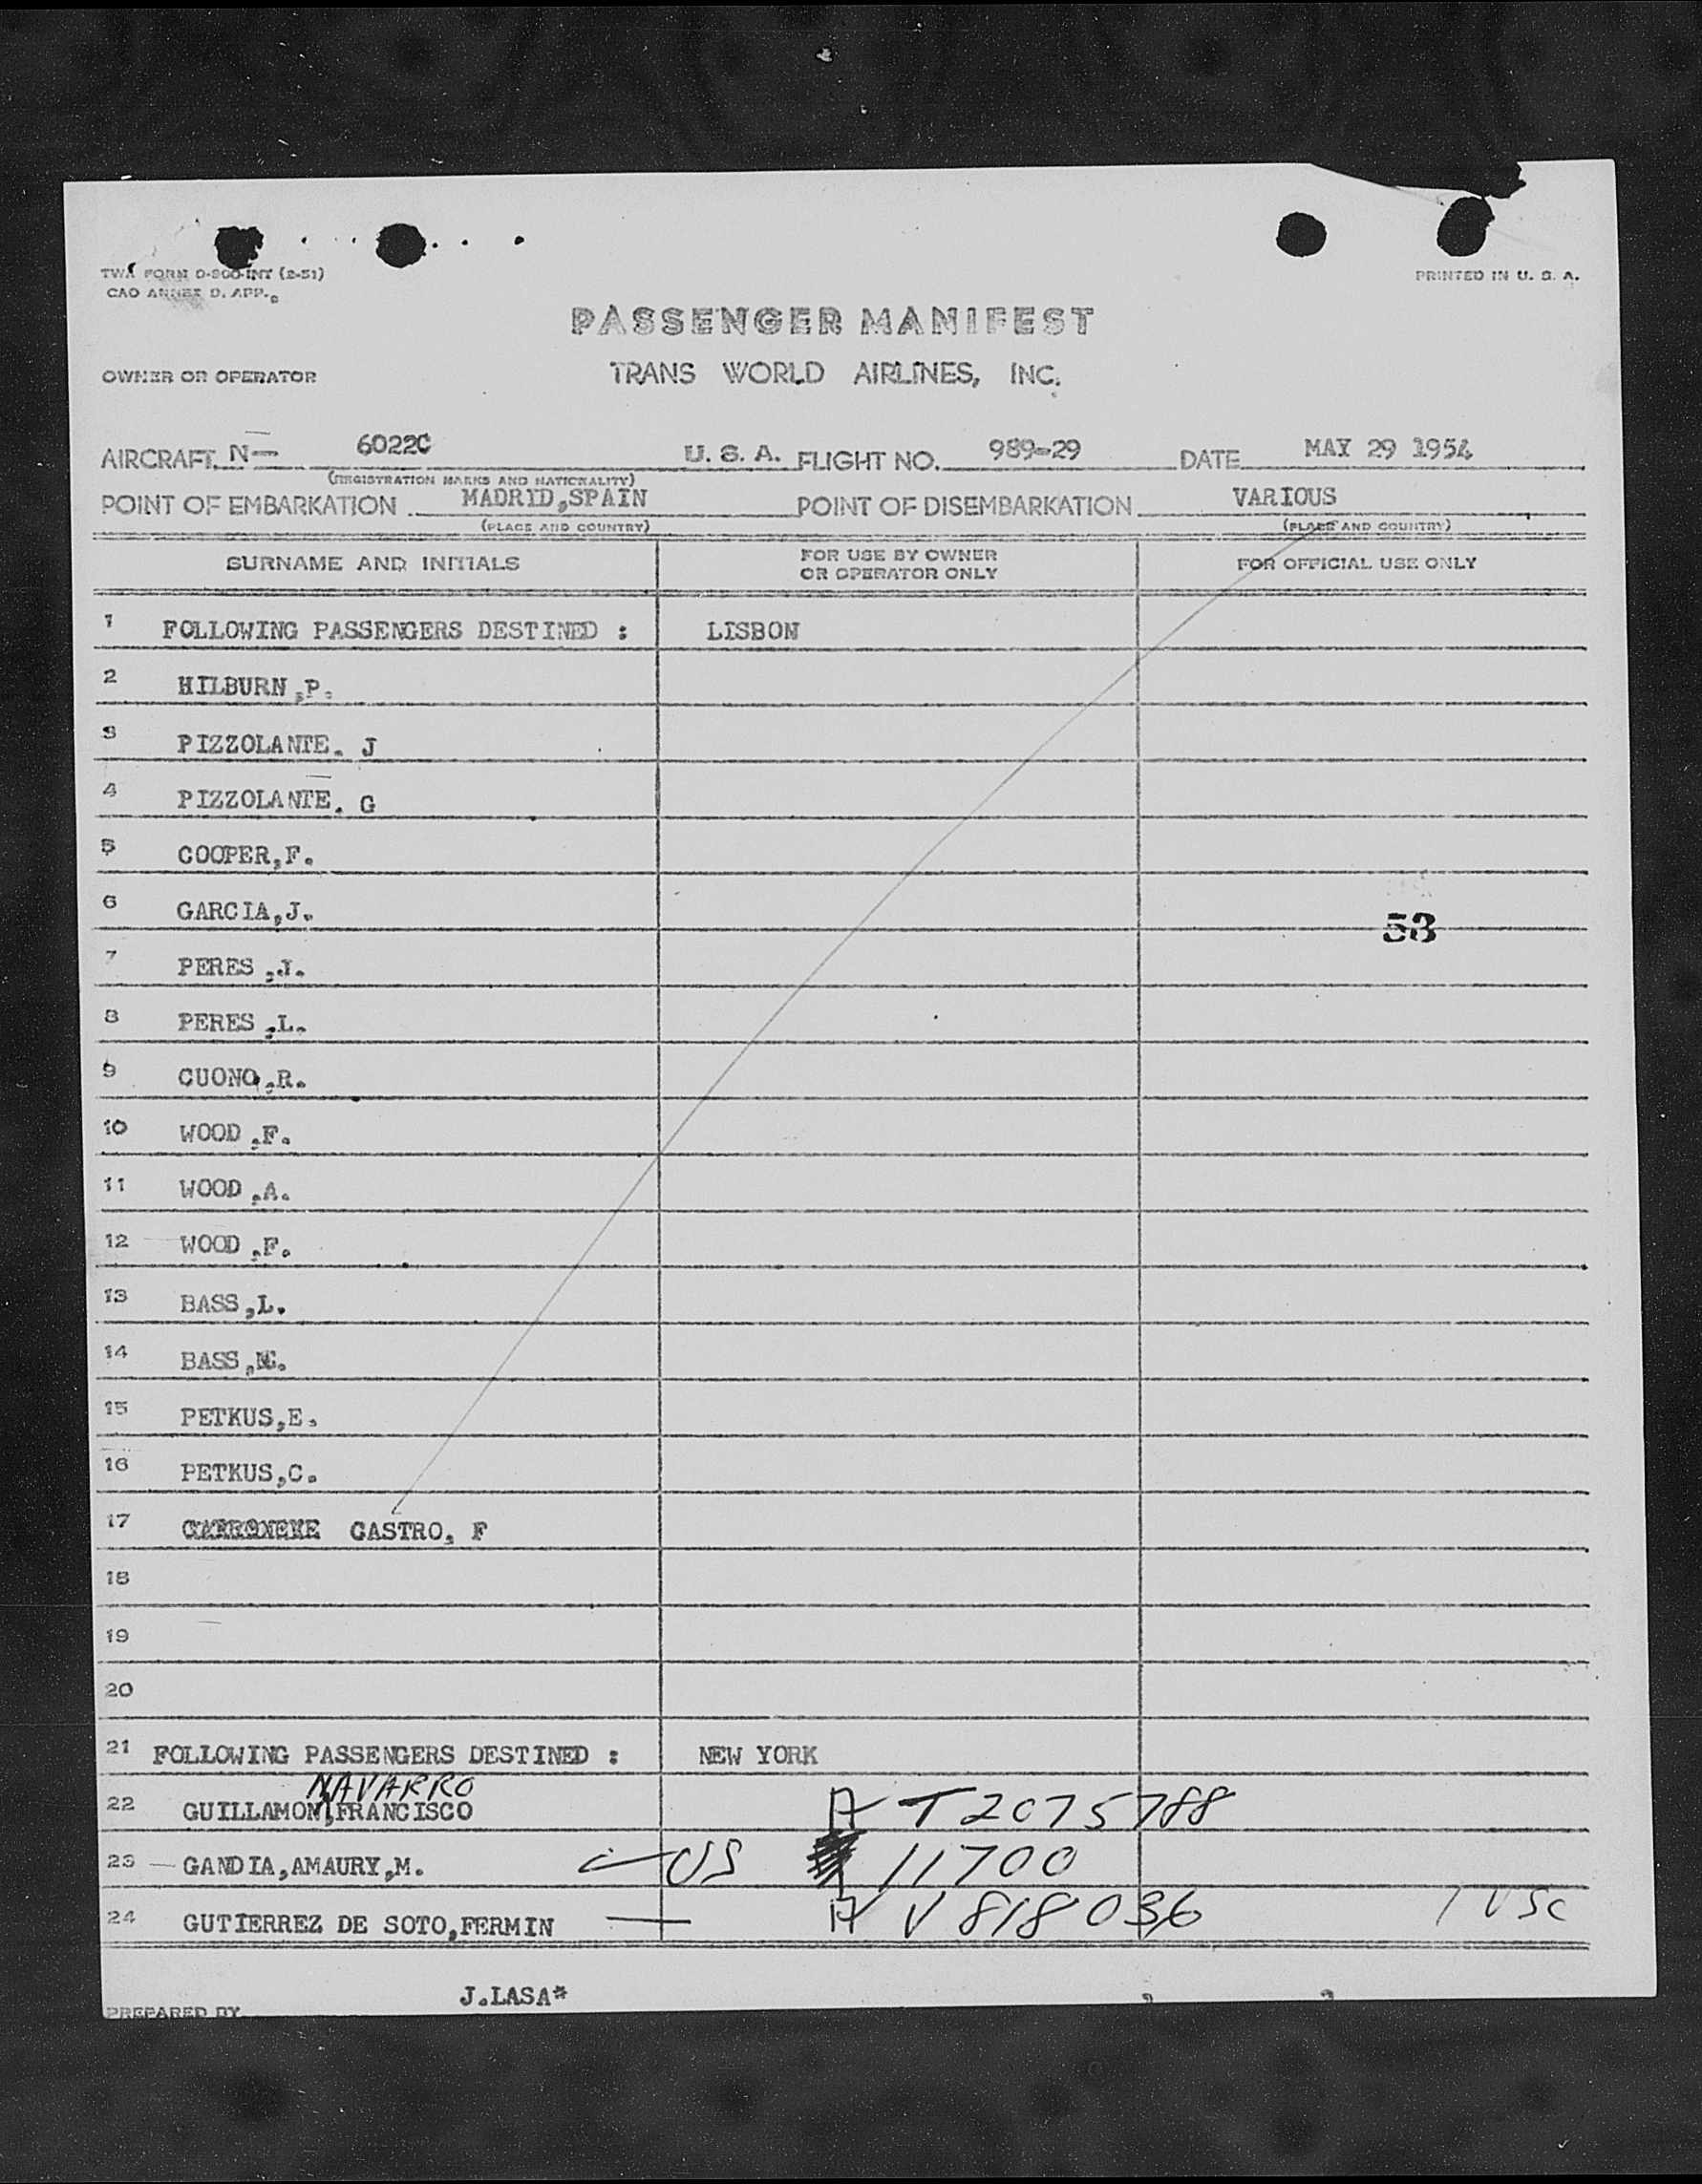 TWA FORM O-800-INT (2-51)
CAO ANNEX D. APP.
PRINTED IN U. S. A.
PASSENGER MANIFEST
OWNER OR OPERATOR TRANS WORLD AIRLINES, INC.
AIRCRAFT N— 6022C U. S. A. FLIGHT NO. 989-29 DATE MAY 29 1954
(REGISTRATION MARKS AND NATIONALITY)
POINT OF EMBARKATION MADRID,SPAIN POINT OF DISEMBARKATION VARIOUS
(PLACE AND COUNTRY) (PLACE AND COUNTRY)
SURNAME AND INITIALS FOR USE BY OWNER OR OPERATOR ONLY FOR OFFICIAL USE ONLY
1 FOLLOWING PASSENGERS DESTINED : LISBON
2 HILBURN,P.
3 PIZZOLANTE. J
4 PIZZOLANTE. G
5 COOPER,F.
6 GARCIA,J.
53
7 PERES,J.
8 PERES,L.
9 CUONO,R.
10 WOOD,F.
11 WOOD,A.
12 WOOD,F.
13 BASS,L.
14 BASS,
15 PETKUS,E.
16 PETKUS,C.
17 CASTRO, F
18
19
20
21 FOLLOWING PASSENGERS DESTINED : NEW YORK
NAVARRO
22 GUILLAMON,FRANCISCO A T2075788
23 — GANDIA,AMAURY,M. US 11700
24 GUTIERREZ DE SOTO,FERMIN — A V 818036 1 USC
J.LASA*
PREPARED BY